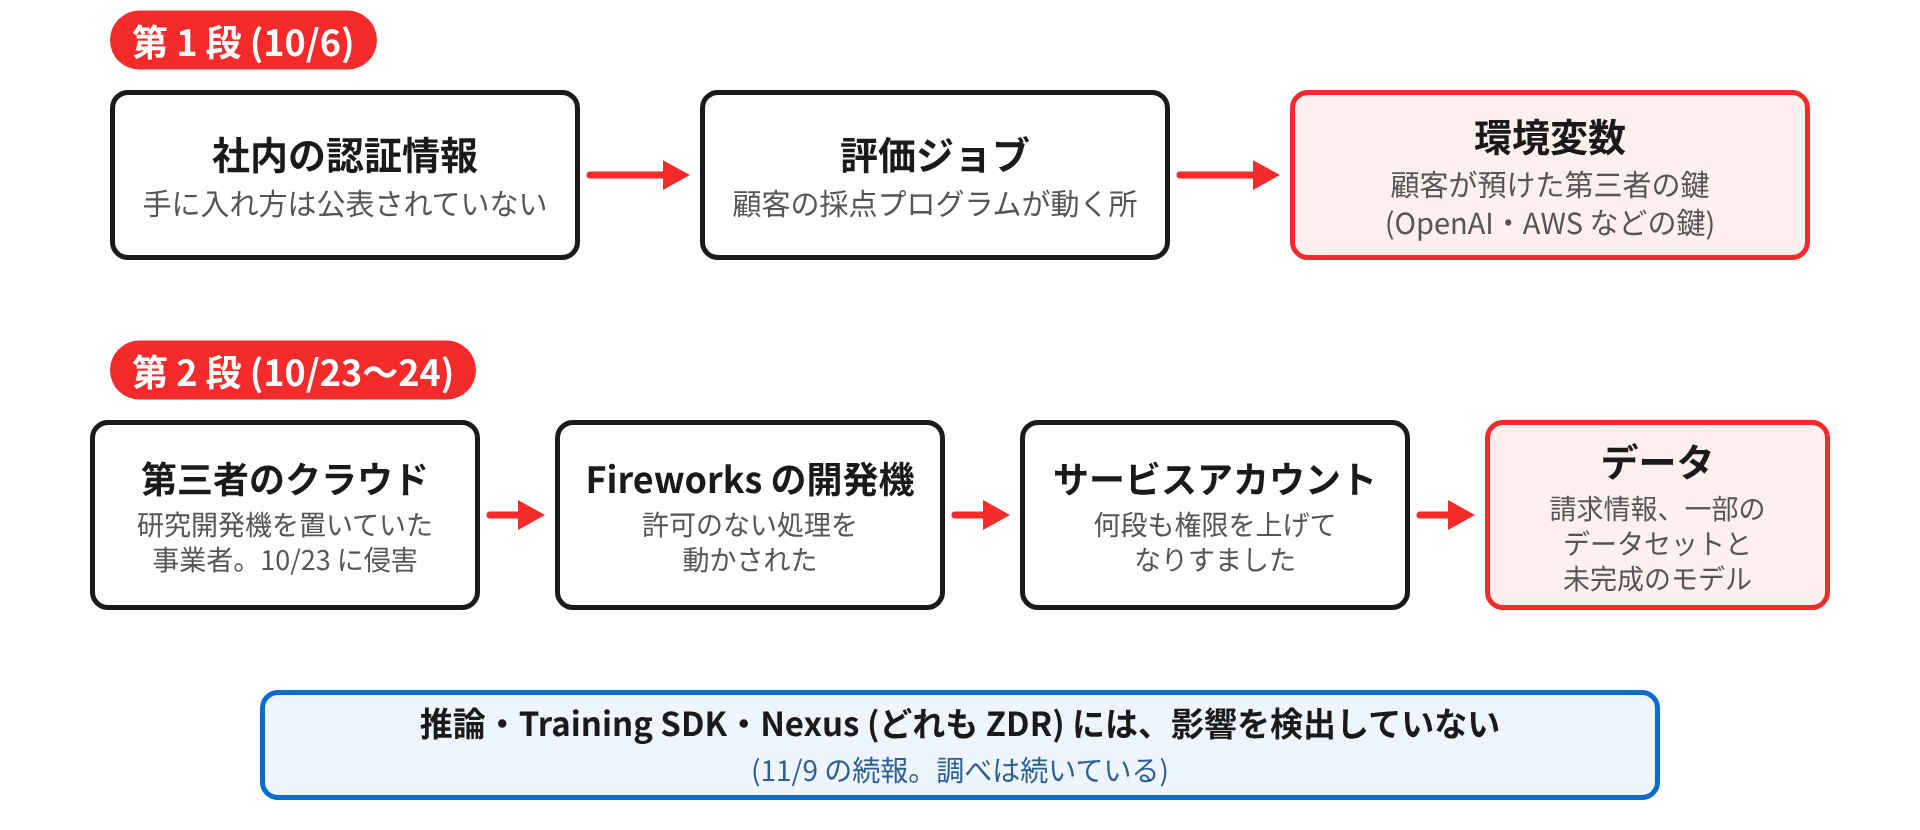 第 1 段 (10/6)
社内の認証情報
手に入れ方は公表されていない
評価ジョブ
顧客の採点プログラムが動く所
環境変数
顧客が預けた第三者の鍵
(OpenAI・AWS などの鍵)
第 2 段 (10/23〜24)
第三者のクラウド
研究開発機を置いていた
事業者。10/23 に侵害
Fireworks の開発機
許可のない処理を
動かされた
サービスアカウント
何段も権限を上げて
なりすました
データ
請求情報、一部の
データセットと
未完成のモデル
推論・Training SDK・Nexus (どれも ZDR) には、影響を検出していない
(11/9 の続報。調べは続いている)